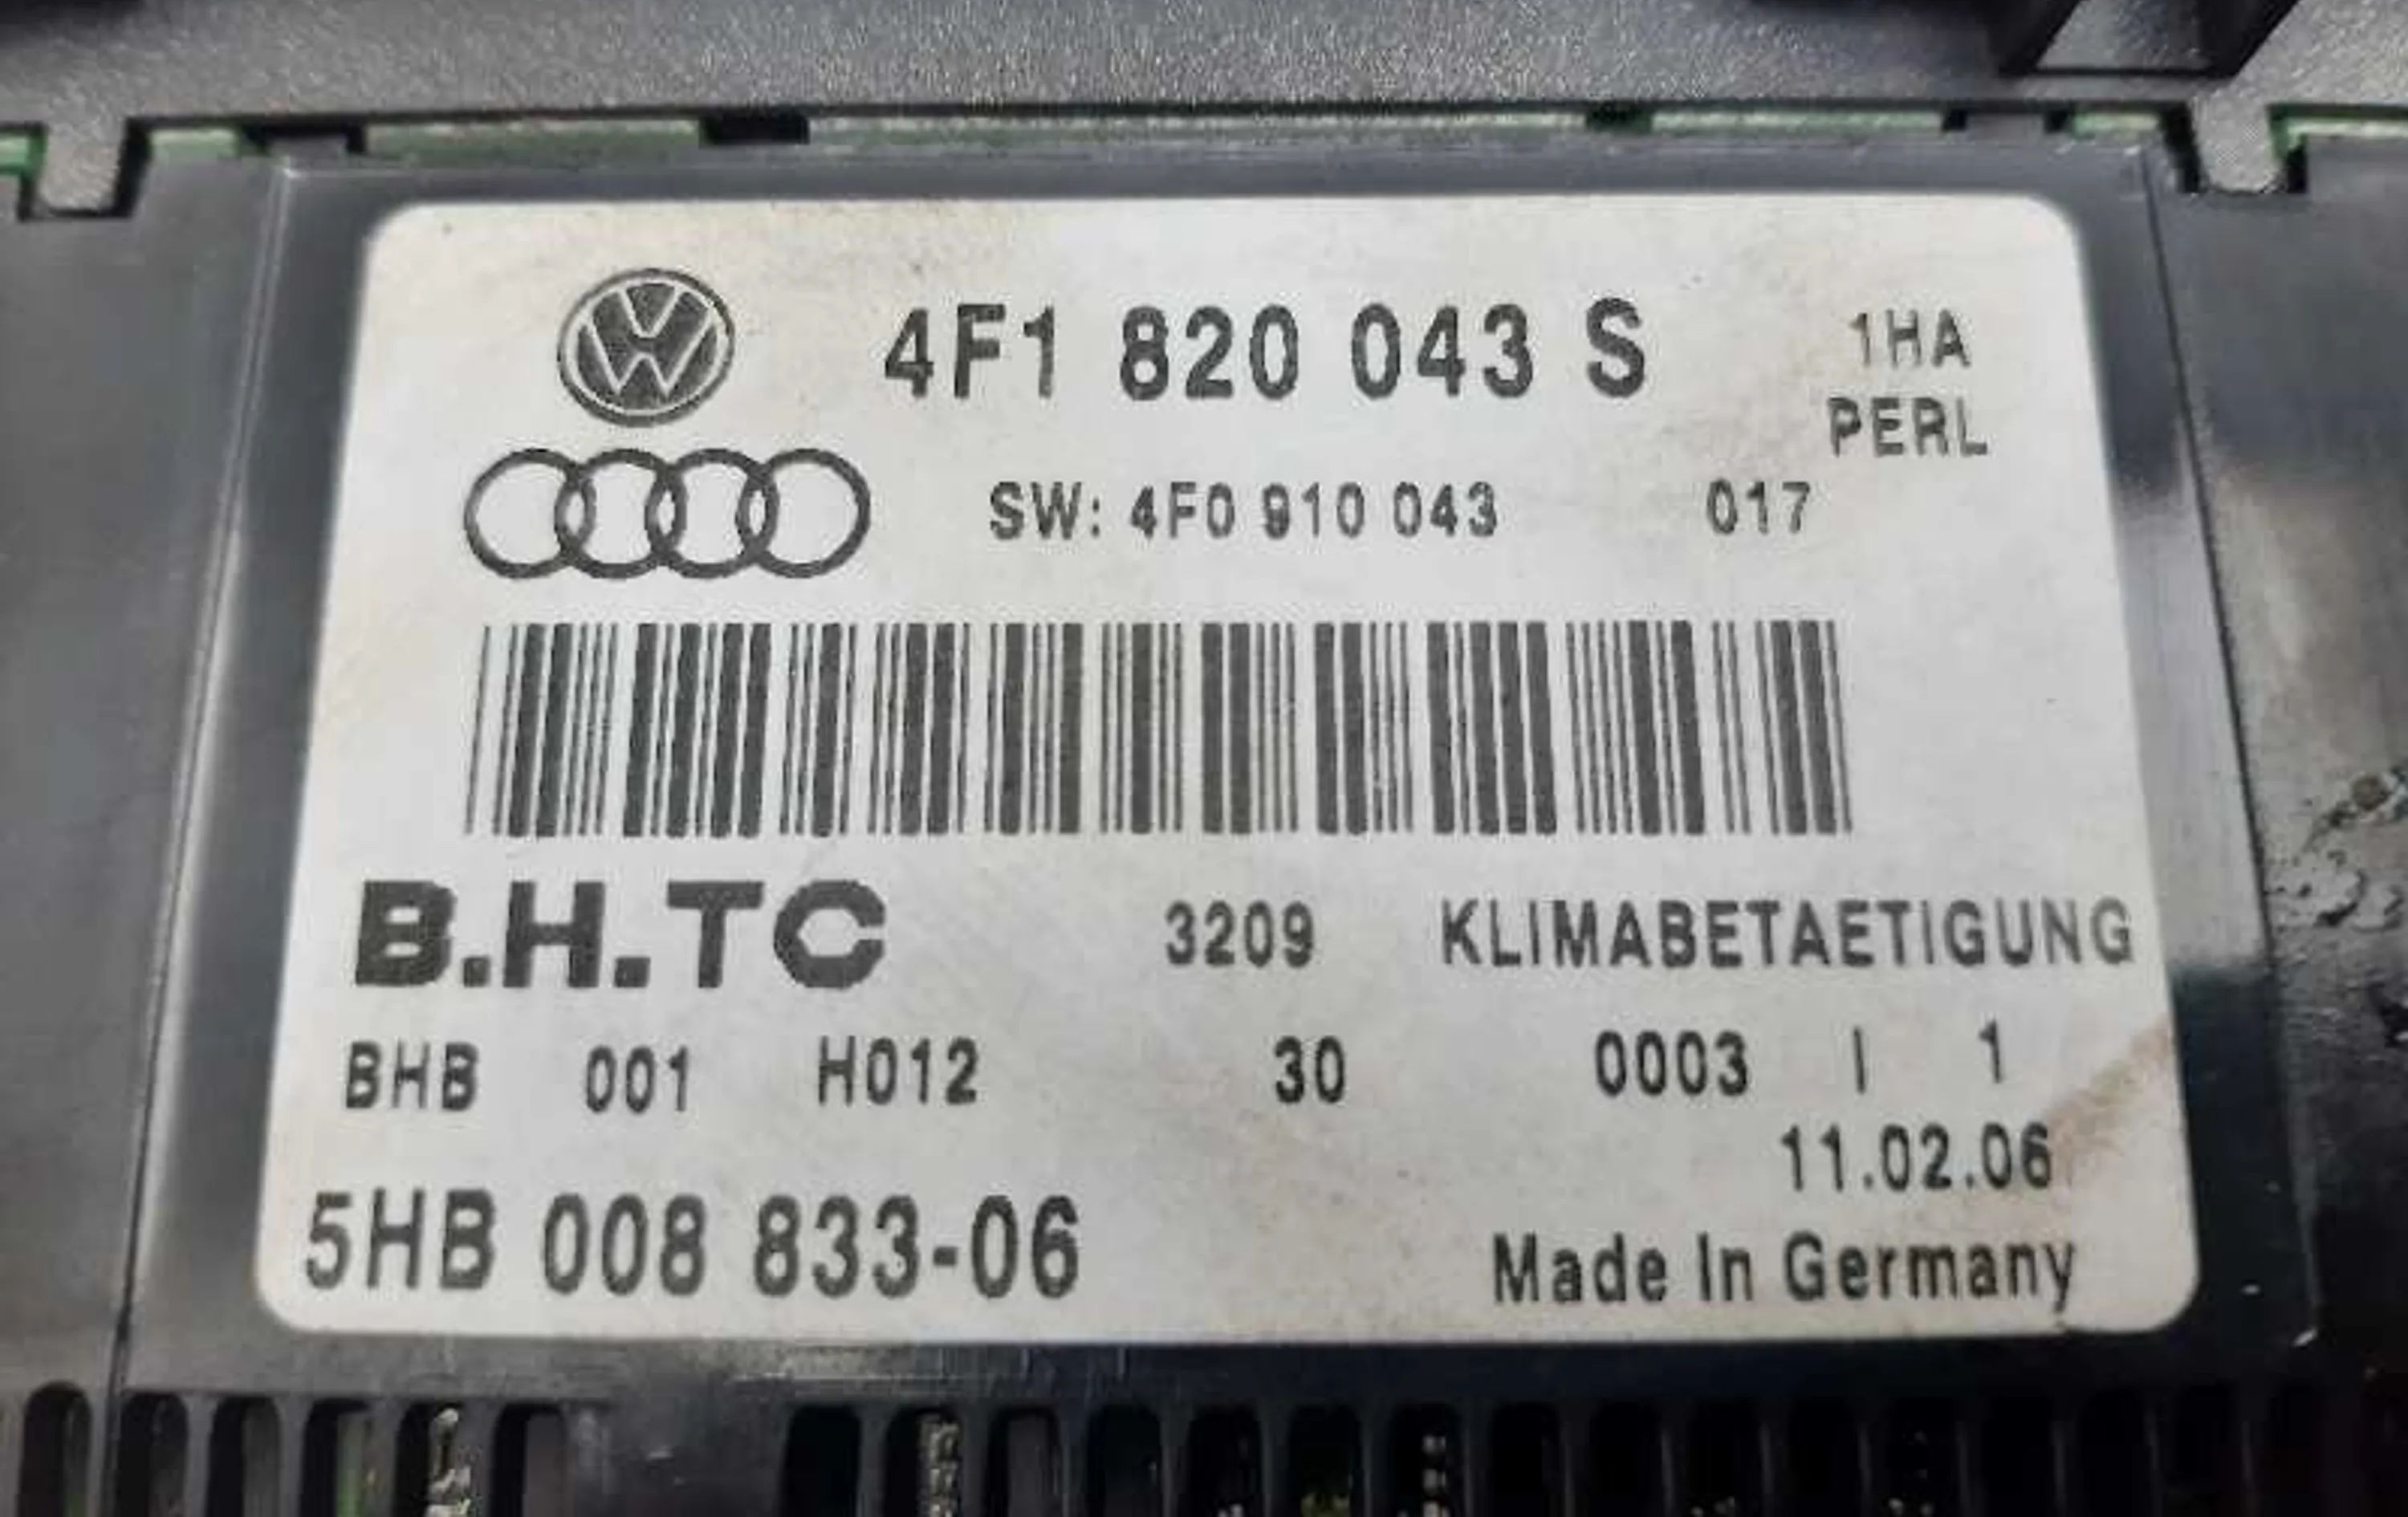 4F1 820 043 S 1HA
PERL
SW: 4F0 910 043 017
B.H.TC 3209 KLIMABETAETIGUNG
BHB 001 H012 30 0003 I 1
11.02.06
5HB 008 833-06
Made In Germany